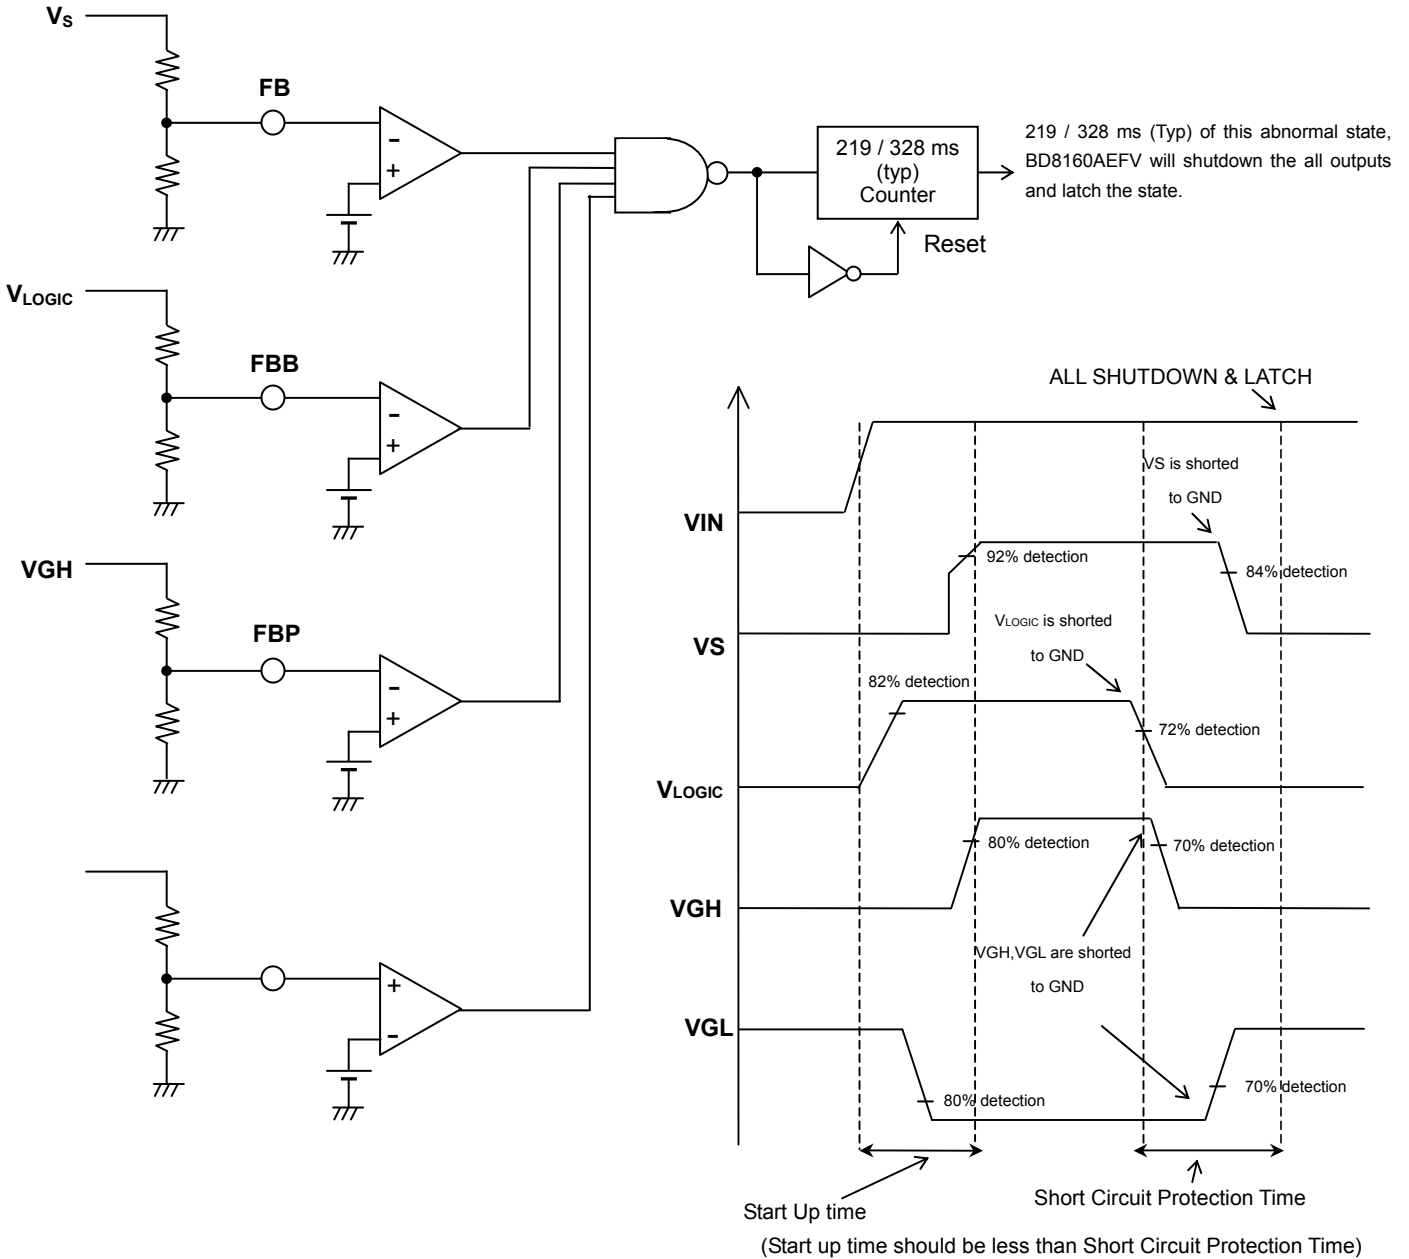 VS
FB
-
+
219 / 328 ms
(typ)
Counter
219 / 328 ms (Typ) of this abnormal state,
BD8160AEFV will shutdown the all outputs
and latch the state.
Reset
VLOGIC
FBB
-
+
VGH
FBP
-
+
+
-
ALL SHUTDOWN & LATCH
VS is shorted
to GND
VIN
92% detection
84% detection
VS
VLOGIC is shorted
to GND
82% detection
72% detection
VLOGIC
80% detection
70% detection
VGH
VGH,VGL are shorted
to GND
VGL
80% detection
70% detection
Start Up time
Short Circuit Protection Time
(Start up time should be less than Short Circuit Protection Time)